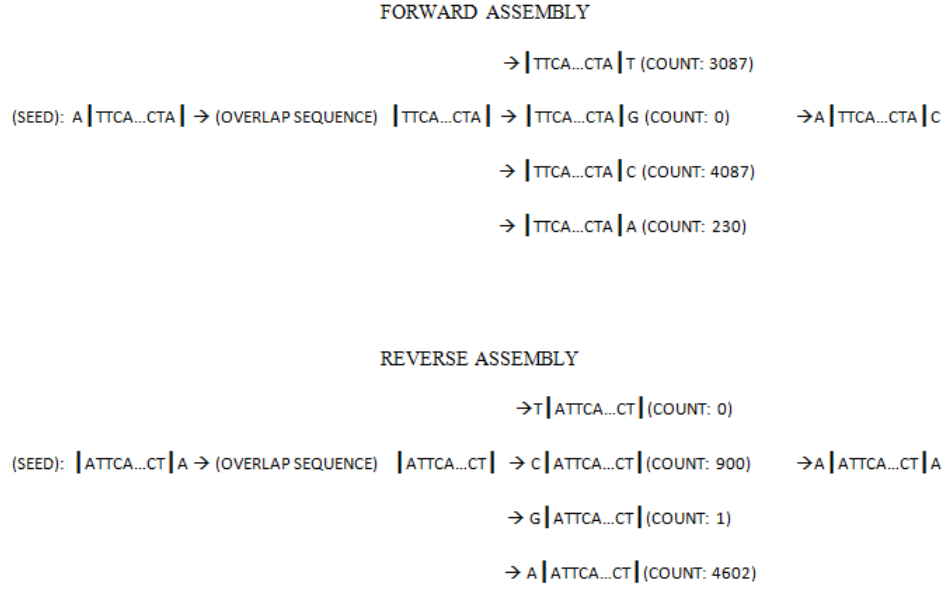 FORWARD ASSEMBLY
→ |TTCA...CTA|T (COUNT: 3087)
(SEED): A|TTCA...CTA| → (OVERLAP SEQUENCE) |TTCA...CTA| → |TTCA...CTA|G (COUNT: 0) →A|TTCA...CTA|C
→ |TTCA...CTA|C (COUNT: 4087)
→ |TTCA...CTA|A (COUNT: 230)
REVERSE ASSEMBLY
→T|ATTCA...CT|(COUNT: 0)
(SEED): |ATTCA...CT|A → (OVERLAP SEQUENCE) |ATTCA...CT| → C|ATTCA...CT|(COUNT: 900) →A|ATTCA...CT|A
→ G|ATTCA...CT|(COUNT: 1)
→ A|ATTCA...CT|(COUNT: 4602)